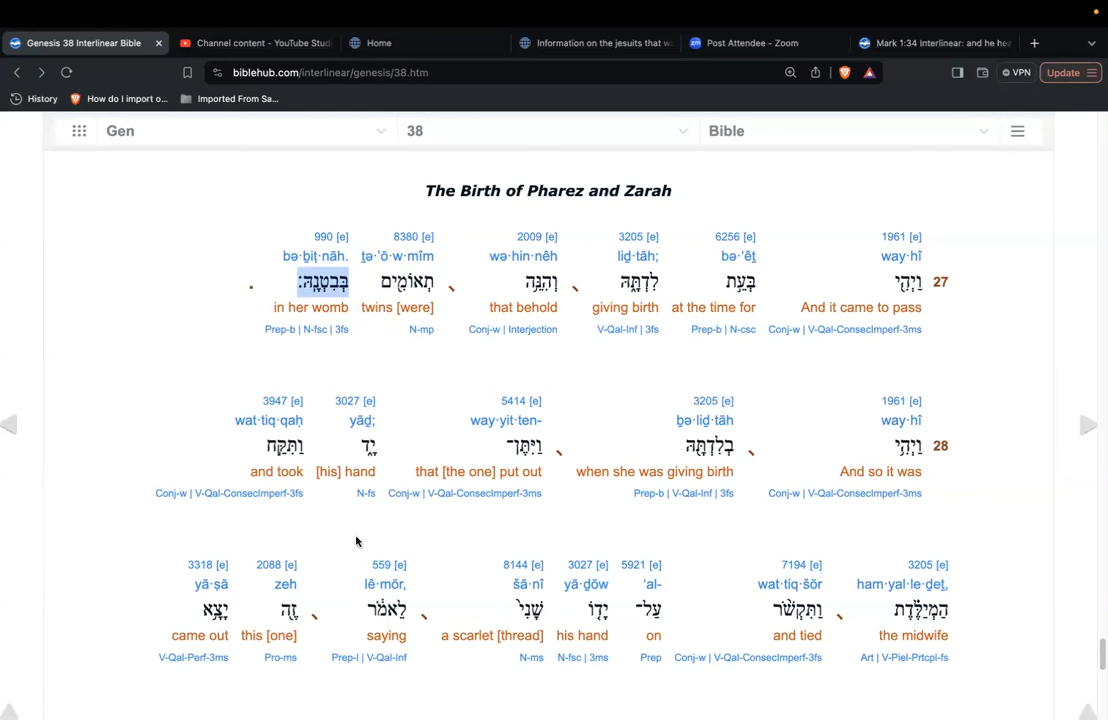 Genesis 38 Interlinear Bible
Channel content - YouTube Stud
Home
Information on the jesuits that wa
Post Attendee - Zoom
Mark 1:34 Interlinear: and he hea
biblehub.com/interlinear/genesis/38.htm
VPN
Update
History
How do I import o...
Imported From Sa...
Gen
38
Bible
The Birth of Pharez and Zarah
990 [e] 8380 [e] 2009 [e] 3205 [e] 6256 [e] 1961 [e]
bə·ḇiṭ·nāh. ṯə·’ō·w·mîm wə·hin·nêh liḏ·tāh; bə·‘êṯ way·hî
27 וַיְהִ֖י בְּעֵ֣ת לִדְתָּ֑הּ ، וְהִנֵּ֥ה ، תְאוֹמִ֖ים בְּבִטְנָֽהּ׃ .
in her womb twins [were] that behold giving birth at the time for And it came to pass
Prep-b | N-fsc | 3fs N-mp Conj-w | Interjection V-Qal-Inf | 3fs Prep-b | N-csc Conj-w | V-Qal-ConsecImperf-3ms
3947 [e] 3027 [e] 5414 [e] 3205 [e] 1961 [e]
wat·tiq·qaḥ yāḏ; way·yit·ten- ḇə·liḏ·tāh way·hî
28 וַיְהִ֥י ، בְלִדְתָּ֖הּ ، וַיִּתֶּן־ יָ֑ד וַתִּקַּ֣ח
and took [his] hand that [the one] put out when she was giving birth And so it was
Conj-w | V-Qal-ConsecImperf-3fs N-fs Conj-w | V-Qal-ConsecImperf-3ms Prep-b | V-Qal-Inf | 3fs Conj-w | V-Qal-ConsecImperf-3ms
3318 [e] 2088 [e] 559 [e] 8144 [e] 3027 [e] 5921 [e] 7194 [e] 3205 [e]
yā·ṣā zeh lê·mōr, šā·nî yā·ḏōw ‘al- wat·tiq·šōr ham·yal·le·ḏeṯ,
הַמְיַלֶּ֗דֶת ، וַתִּקְשֹׁ֨ר עַל־ יָד֤וֹ שָׁנִי֙ ، לֵאמֹ֔ר ، זֶ֖ה יָצָ֥א
came out this [one] saying a scarlet [thread] his hand on and tied the midwife
V-Qal-Perf-3ms Pro-ms Prep-l | V-Qal-Inf N-ms N-fsc | 3ms Prep Conj-w | V-Qal-ConsecImperf-3fs Art | V-Piel-Prtcpl-fs